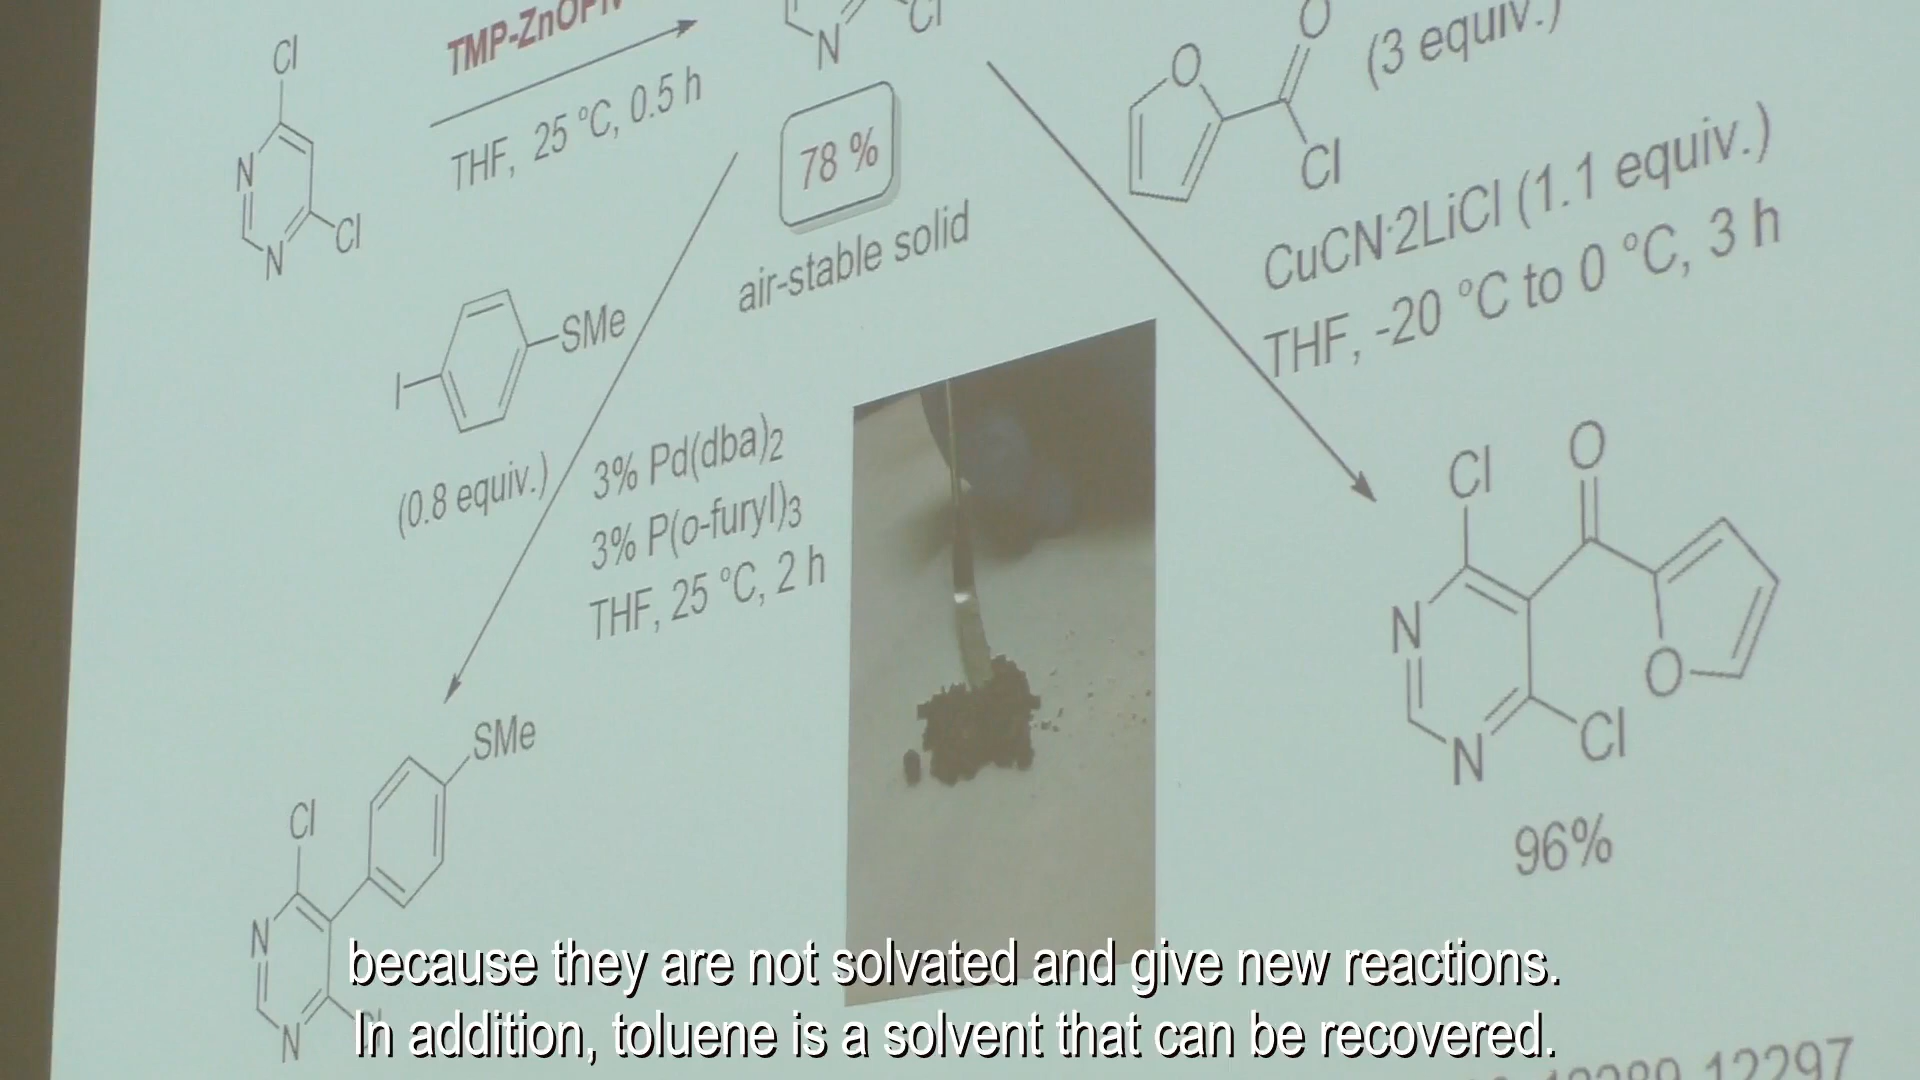 Cl
N
N
Cl
THF, 25 °C, 0.5 h
N
Cl
78 %
air-stable solid
O
O
Cl
(3 equiv.)
CuCN·2LiCl (1.1 equiv.)
THF, -20 °C to 0 °C, 3 h
I
SMe
(0.8 equiv.)
3% Pd(dba)2
3% P(o-furyl)3
THF, 25 °C, 2 h
SMe
Cl
N
N
Cl
O
N
N
Cl
O
96%
because they are not solvated and give new reactions.
In addition, toluene is a solvent that can be recovered.
12297